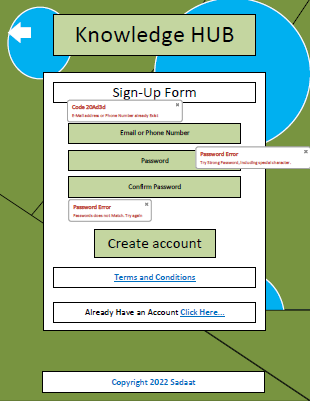 Knowledge HUB
Sign-Up Form
Code 20Ad3d
E-Mail address or Phone Number already Exist
Email or Phone Number
Password
Password Error
Try Strong Password, Including special character.
Confirm Password
Password Error
Passwords does not Match. Try again
Create account
Terms and Conditions
Already Have an Account Click Here...
Copyright 2022 Sadaat